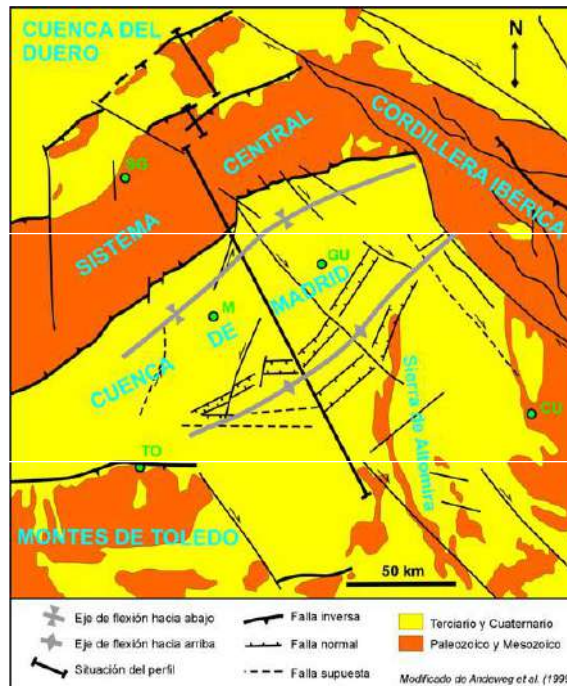 CUENCA DEL
DUERO
N
SG
SISTEMA
CENTRAL
CORDILLERA IBÉRICA
GU
M
CUENCA
DE
MADRID
Sierra de Altomira
CU
TO
MONTES DE TOLEDO
50 km
Eje de flexión hacia abajo
Falla inversa
Terciario y Cuaternario
Eje de flexión hacia arriba
Falla normal
Paleozoico y Mesozoico
Situación del perfil
Falla supuesta
Modificado de Andeweg et al. (1999